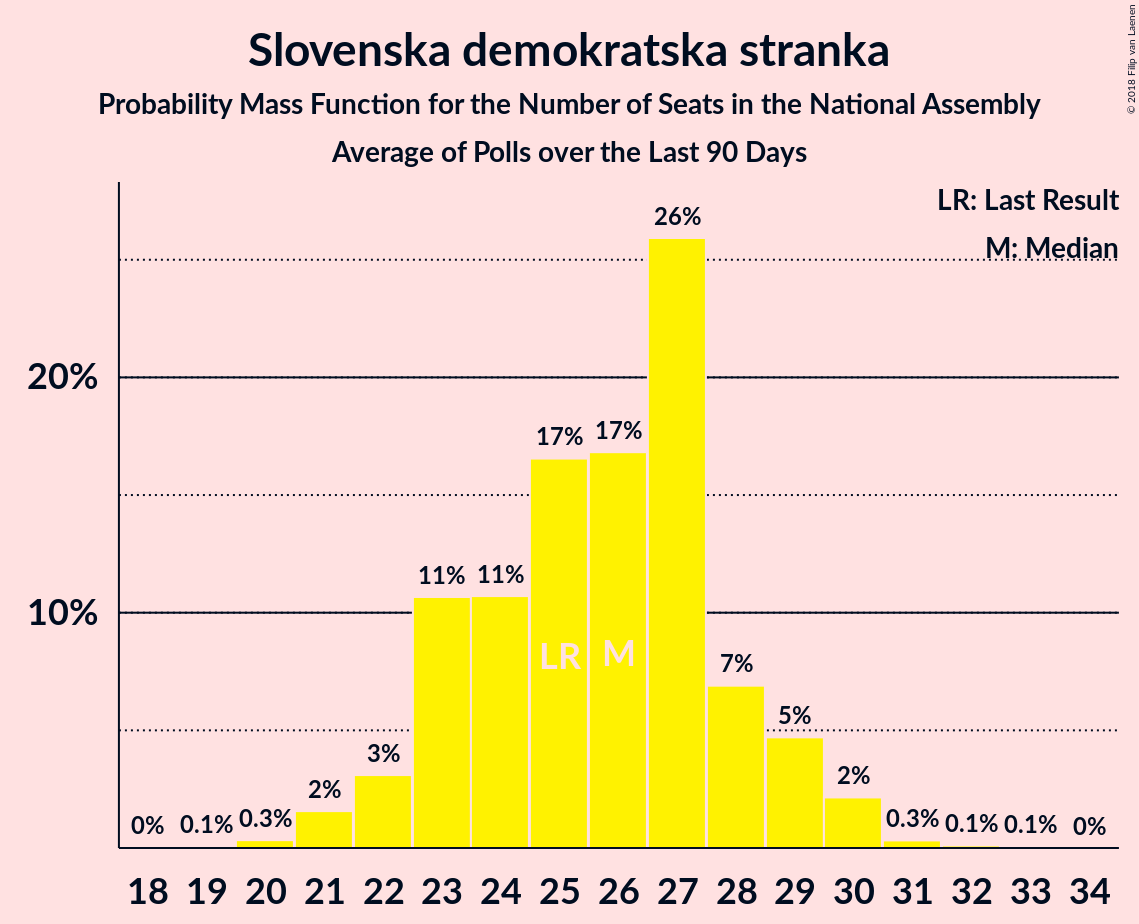 Slovenska demokratska stranka
Probability Mass Function for the Number of Seats in the National Assembly
Average of Polls over the Last 90 Days
© 2018 Filip van Laenen
LR: Last Result
M: Median
20%
10%
0% 0.1% 0.3% 2% 3% 11% 11% 17% 17% 26% 7% 5% 2% 0.3% 0.1% 0.1% 0%
LR M
18 19 20 21 22 23 24 25 26 27 28 29 30 31 32 33 34